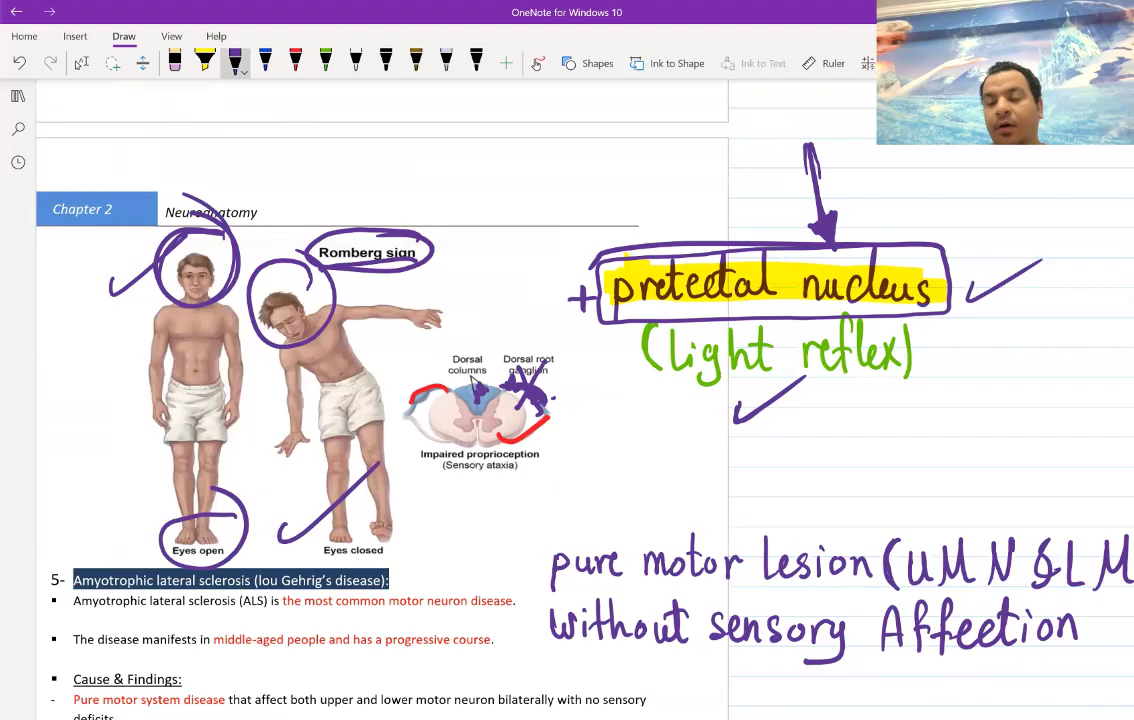 OneNote for Windows 10
Home Insert Draw View Help
Shapes Ink to Shape Ink to Text Ruler
Chapter 2 Neuroanatomy
Romberg sign
+ pretectal nucleus
(light reflex)
Dorsal columns
Dorsal root ganglion
Impaired proprioception
(Sensory ataxia)
Eyes open Eyes closed
pure motor lesion (UMN & LM
without sensory Affection
5- Amyotrophic lateral sclerosis (lou Gehrig's disease):
▪ Amyotrophic lateral sclerosis (ALS) is the most common motor neuron disease.
▪ The disease manifests in middle-aged people and has a progressive course.
▪ Cause & Findings:
- Pure motor system disease that affect both upper and lower motor neuron bilaterally with no sensory
deficits